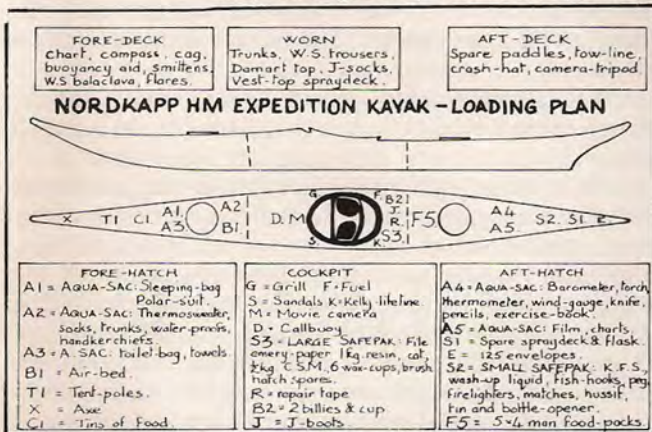 FORE-DECK
Chart, compass, cag,
buoyancy aid, smittens,
W.S. balaclava, flares.
WORN
Trunks, W.S. trousers,
Damart top, J-socks,
Vest-top spraydeck.
AFT-DECK
Spare paddles, tow-line,
crash-hat, camera-tripod
NORDKAPP HM EXPEDITION KAYAK - LOADING PLAN
X T1 C1 A1 A3 A2 B1 D. M G S F K B2 J. R. S3. F5. A4 A5 S2. S1. E
FORE-HATCH
A1 = AQUA-SAC: Sleeping-bag
Polar-suit.
A2 = AQUA-SAC: Thermosweater,
socks, trunks, water-proofs,
handkerchiefs.
A3 = A. SAC: toilet-bag, towels.
B1 = Air-bed.
T1 = Tent-poles.
X = Axe
C1 = Tins of Food.
COCKPIT
G = Grill F = Fuel
S = Sandals K = Kelly-lifeline.
M = Movie camera
D = Callbuoy
S3 = LARGE SAFEPAK: File
emery-paper 1 kg. resin, cat,
½ kg C.S.M. 6 wax-cups, brush
hatch spares.
R = repair tape
B2 = 2 billies & cup
J = J-boots
AFT-HATCH
A4 = AQUA-SAC: Barometer, torch,
thermometer, wind-gauge, knife,
pencils, exercise-book.
A5 = AQUA-SAC: Film, charts.
S1 = Spare spraydeck & flask.
E = 125 envelopes.
S2 = SMALL SAFEPAK: K.F.S,
wash-up liquid, fish-hooks, peg,
firelighters, matches, hussif,
tin and bottle-opener.
F5 = 5×4 man food-packs.